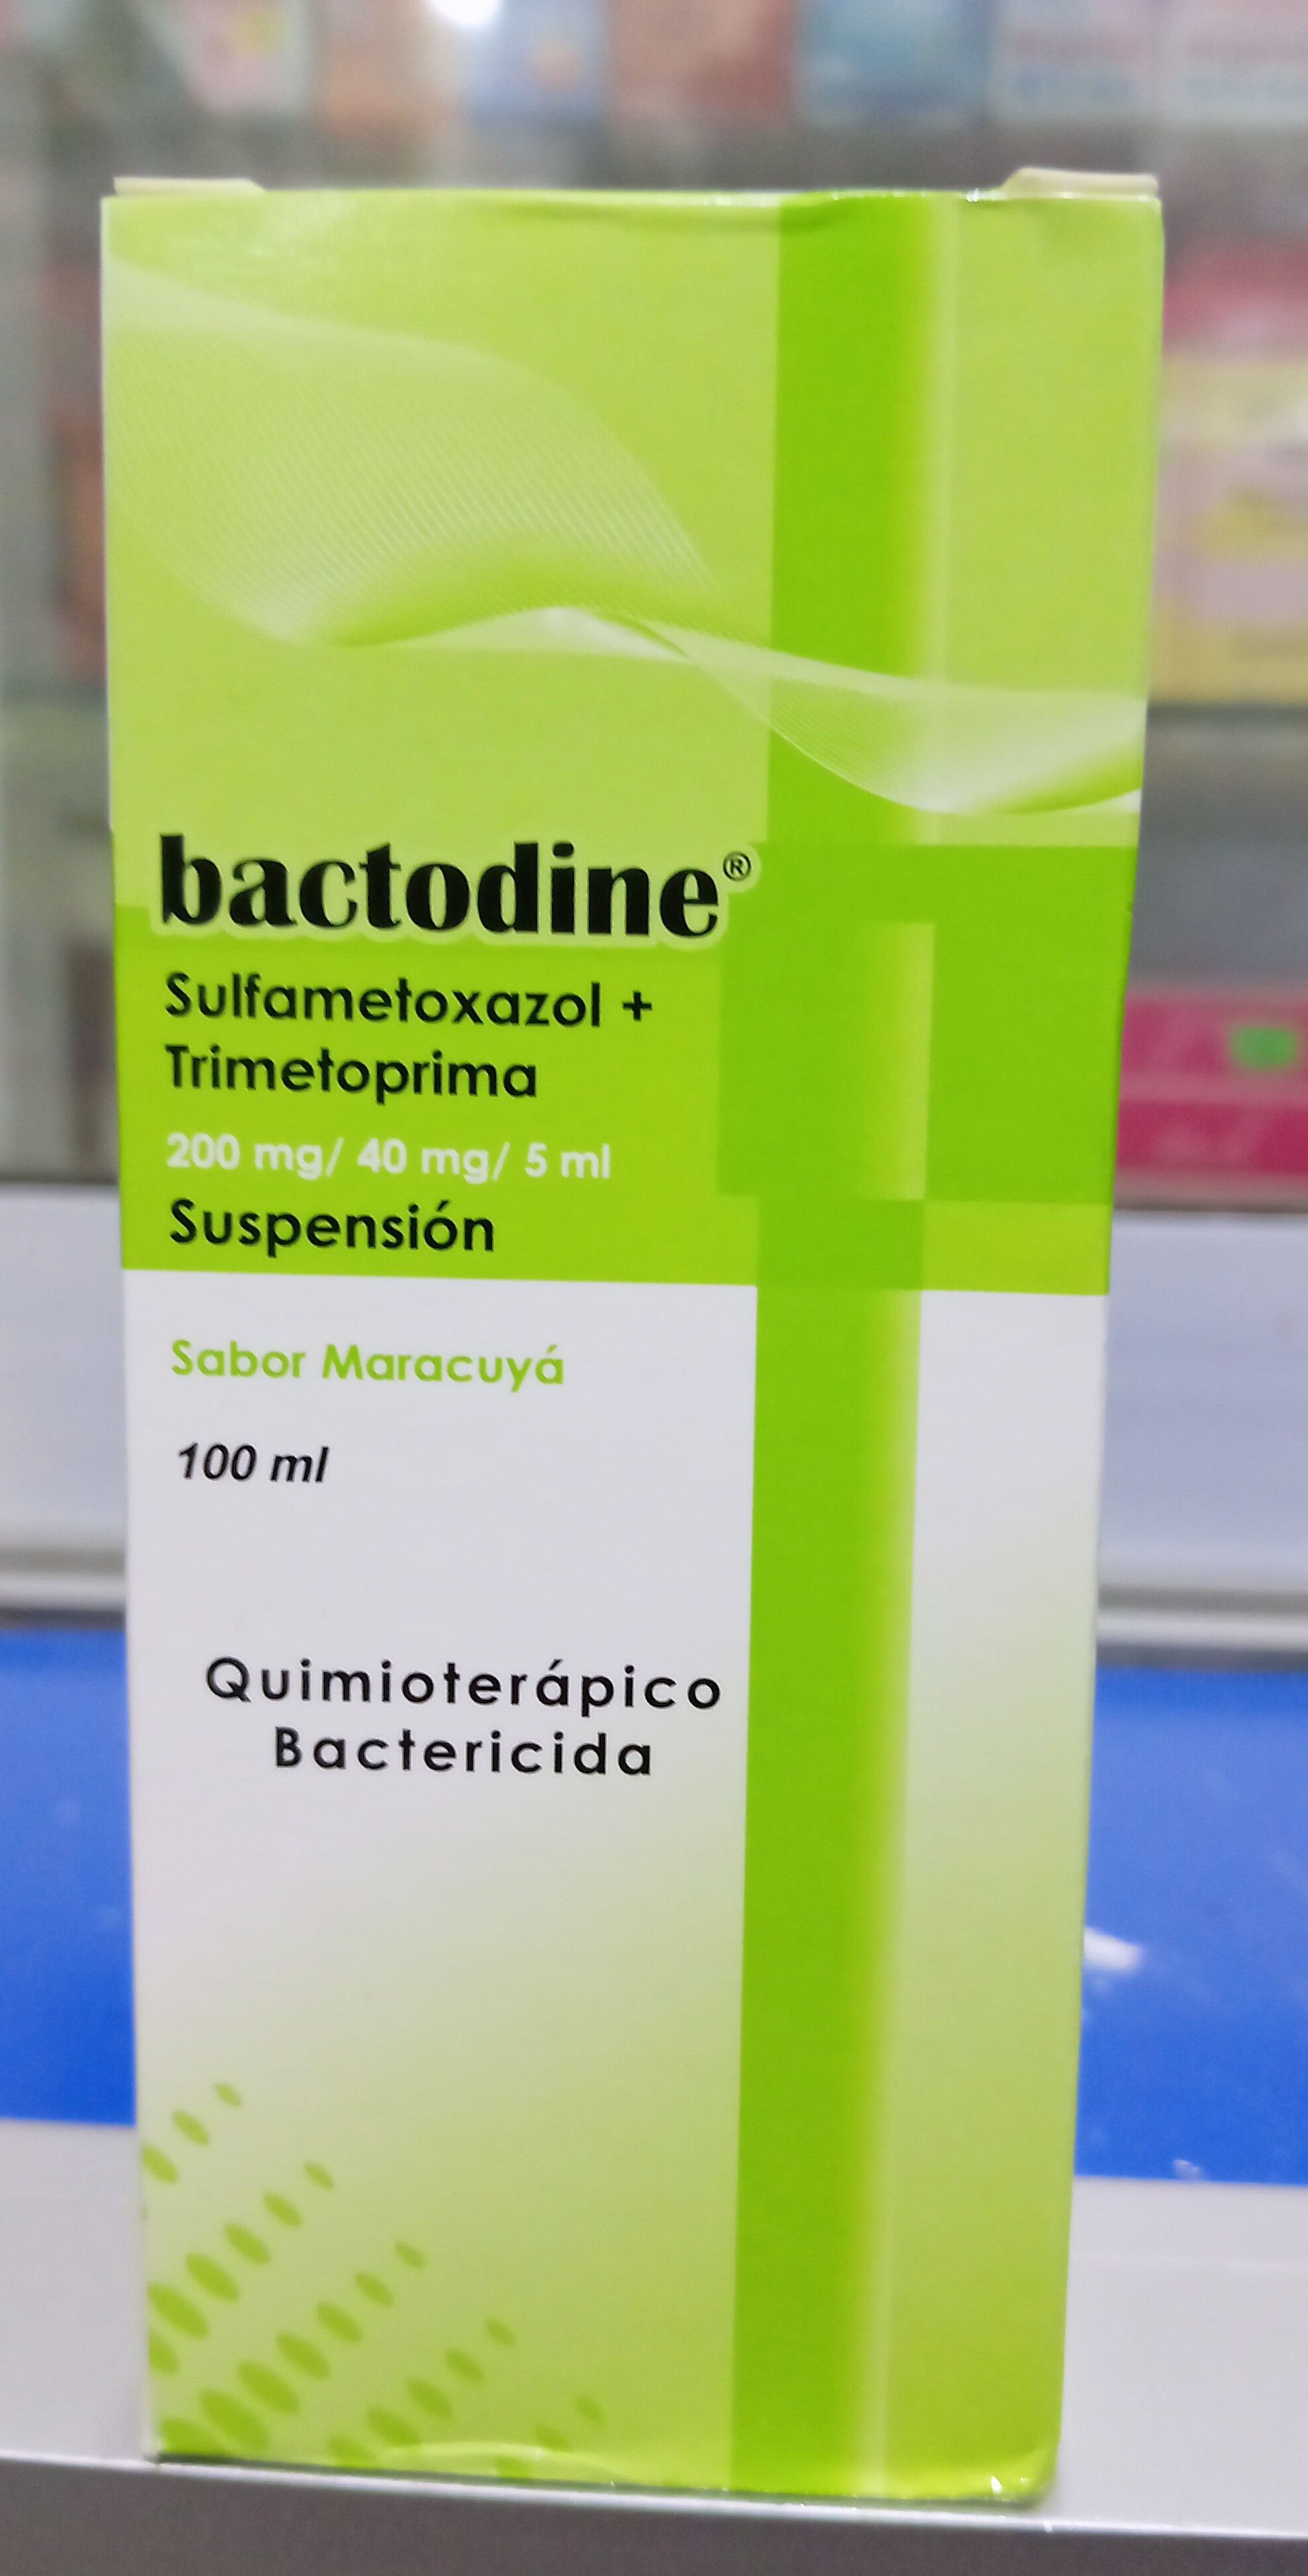 bactodine®
Sulfametoxazol +
Trimetoprima
200 mg/ 40 mg/ 5 ml
Suspensión
Sabor Maracuyá
100 ml
Quimioterápico
Bactericida